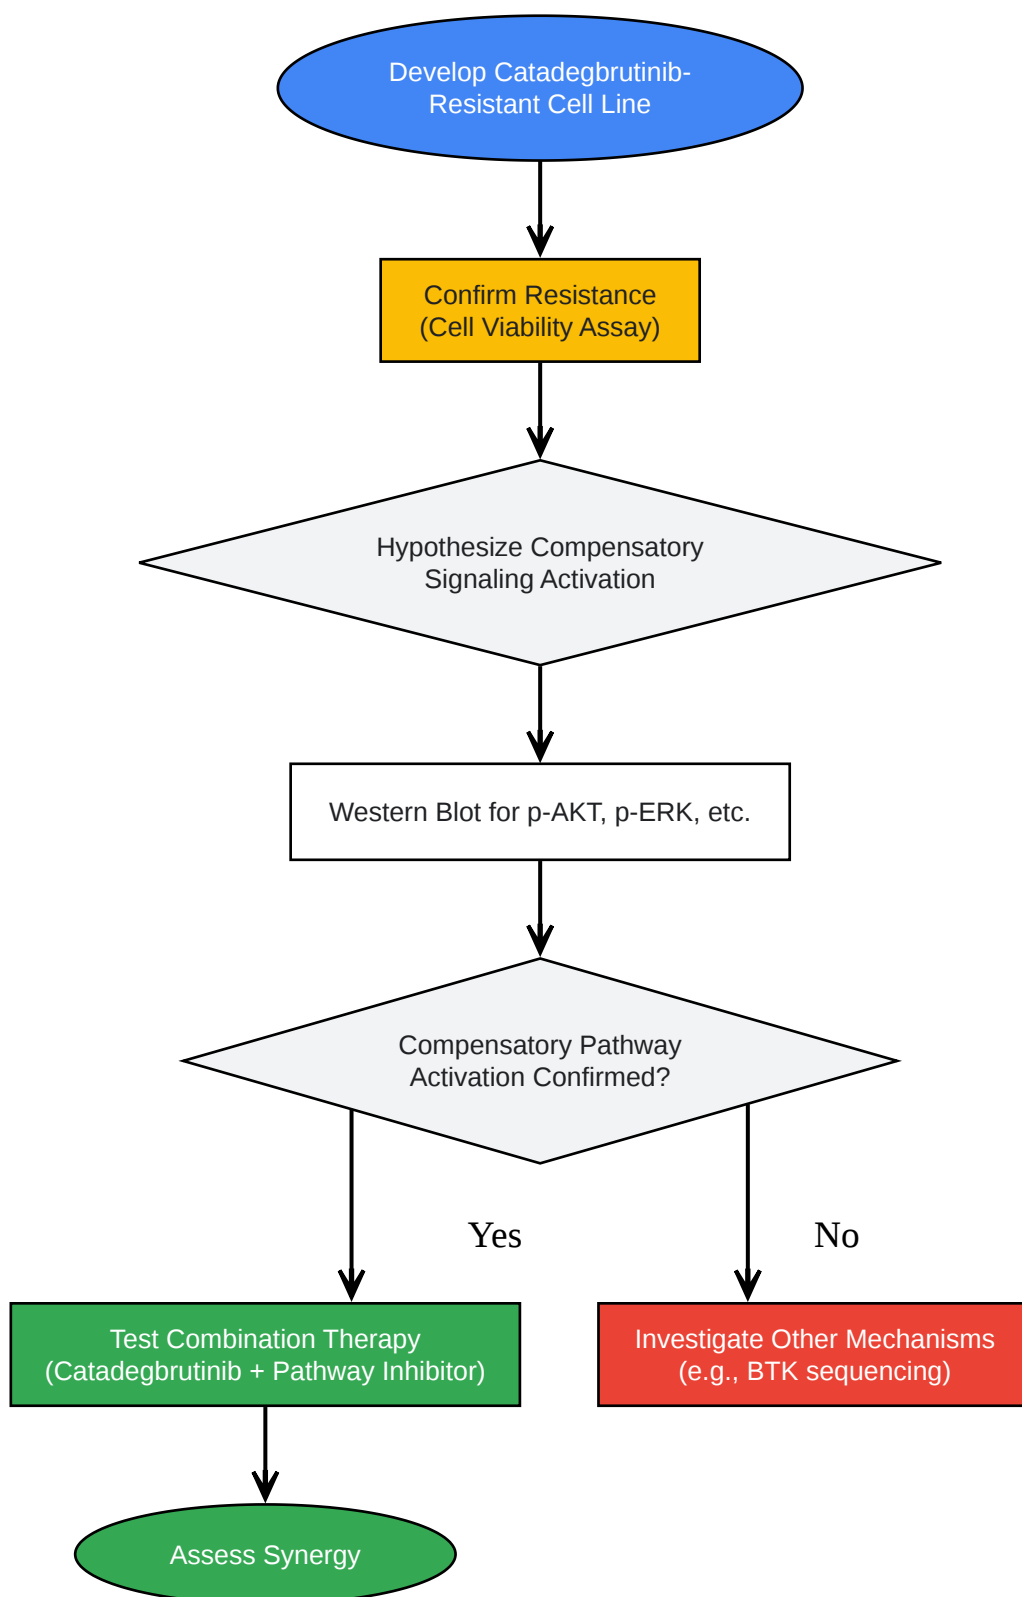 Develop Catadegbrutinib-
Resistant Cell Line
Confirm Resistance
(Cell Viability Assay)
Hypothesize Compensatory
Signaling Activation
Western Blot for p-AKT, p-ERK, etc.
Compensatory Pathway
Activation Confirmed?
Yes
No
Test Combination Therapy
(Catadegbrutinib + Pathway Inhibitor)
Investigate Other Mechanisms
(e.g., BTK sequencing)
Assess Synergy